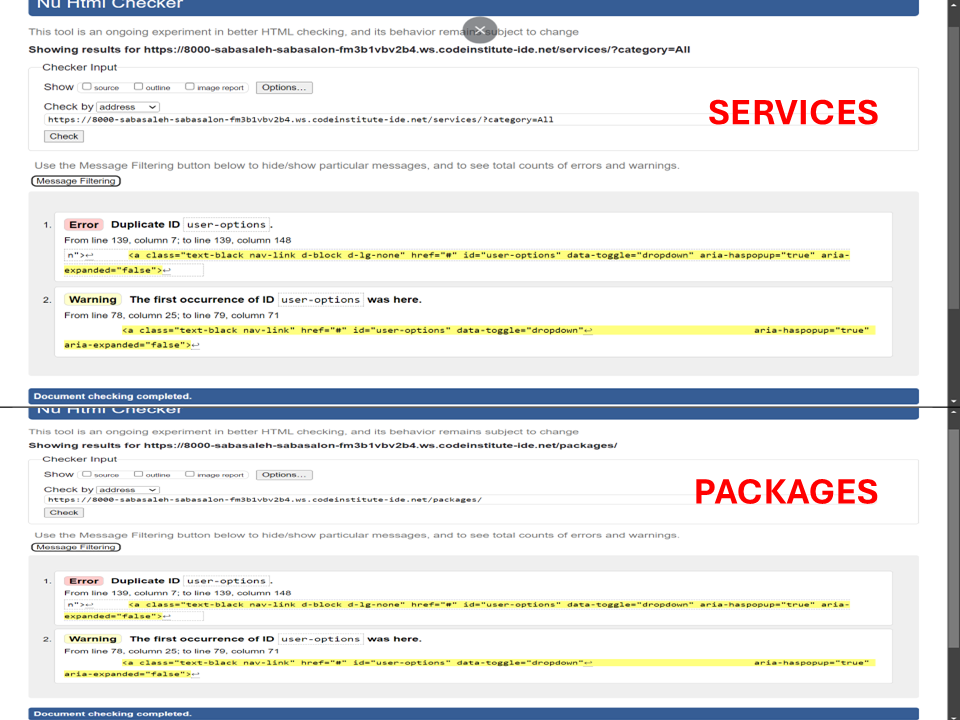 Nu Html Checker
This tool is an ongoing experiment in better HTML checking, and its behavior remains subject to change
Showing results for https://8000-sabasaleh-sabasalon-fm3b1vbv2b4.ws.codeinstitute-ide.net/services/?category=All
Checker Input
Show source outline image report Options...
Check by address
https://8000-sabasaleh-sabasalon-fm3b1vbv2b4.ws.codeinstitute-ide.net/services/?category=All
SERVICES
Check
Use the Message Filtering button below to hide/show particular messages, and to see total counts of errors and warnings.
Message Filtering
1. Error Duplicate ID user-options.
From line 139, column 7; to line 139, column 148
n">↩ <a class="text-black nav-link d-block d-lg-none" href="#" id="user-options" data-toggle="dropdown" aria-haspopup="true" aria-
expanded="false">↩
2. Warning The first occurrence of ID user-options was here.
From line 78, column 25; to line 79, column 71
<a class="text-black nav-link" href="#" id="user-options" data-toggle="dropdown"↩ aria-haspopup="true"
aria-expanded="false">↩
Document checking completed.
Nu Html Checker
This tool is an ongoing experiment in better HTML checking, and its behavior remains subject to change
Showing results for https://8000-sabasaleh-sabasalon-fm3b1vbv2b4.ws.codeinstitute-ide.net/packages/
Checker Input
Show source outline image report Options...
Check by address
https://8000-sabasaleh-sabasalon-fm3b1vbv2b4.ws.codeinstitute-ide.net/packages/
PACKAGES
Check
Use the Message Filtering button below to hide/show particular messages, and to see total counts of errors and warnings.
Message Filtering
1. Error Duplicate ID user-options.
From line 139, column 7; to line 139, column 148
n">↩ <a class="text-black nav-link d-block d-lg-none" href="#" id="user-options" data-toggle="dropdown" aria-haspopup="true" aria-
expanded="false">↩
2. Warning The first occurrence of ID user-options was here.
From line 78, column 25; to line 79, column 71
<a class="text-black nav-link" href="#" id="user-options" data-toggle="dropdown"↩ aria-haspopup="true"
aria-expanded="false">↩
Document checking completed.